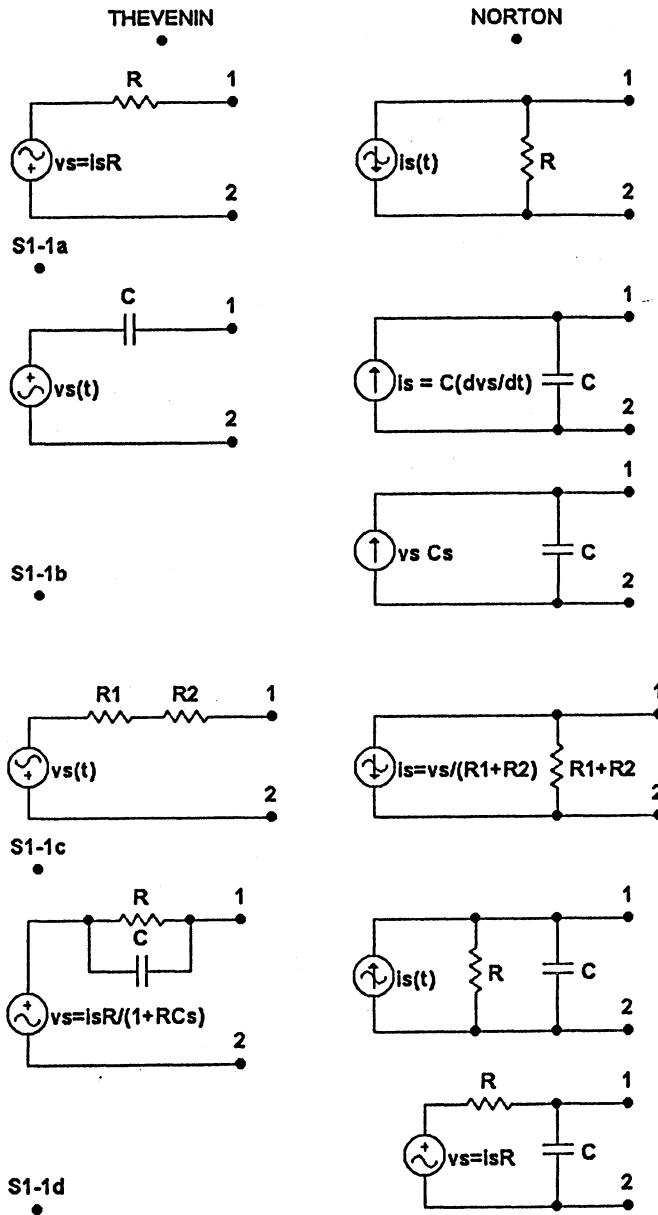 THEVENIN
NORTON
R
1
vs=isR
+
2
1
is(t)
R
2
S1-1a
C
1
+
vs(t)
2
1
is = C(dvs/dt)
C
2
1
vs Cs
C
2
S1-1b
R1
R2
1
vs(t)
+
2
1
is=vs/(R1+R2)
R1+R2
2
S1-1c
R
C
1
+
vs=isR/(1+RCs)
2
1
is(t)
R
C
2
R
1
+
vs=isR
C
2
S1-1d